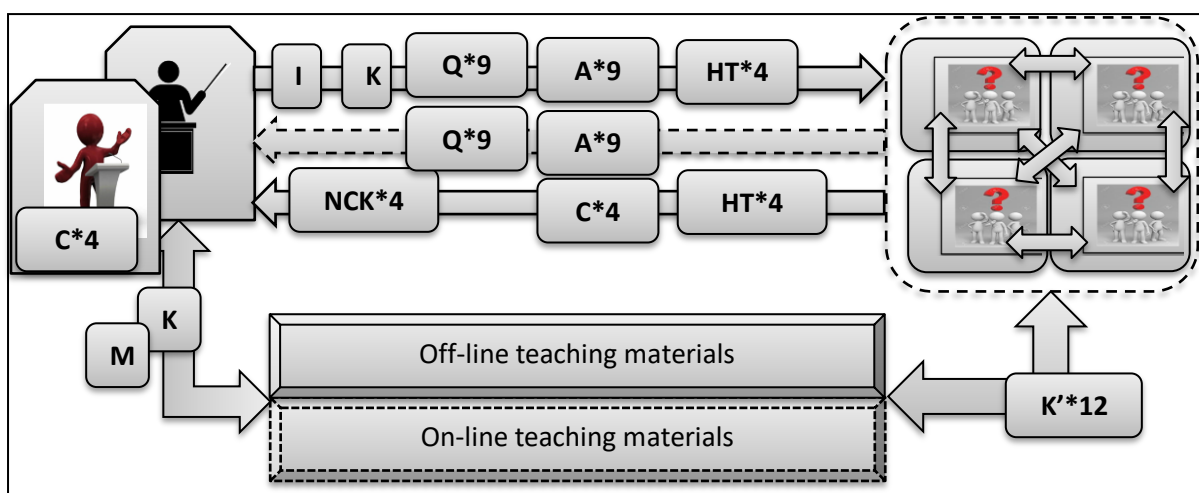 I K Q*9 A*9 HT*4
Q*9 A*9
NCK*4 C*4 HT*4
C*4
K
M
Off-line teaching materials
K’*12
On-line teaching materials